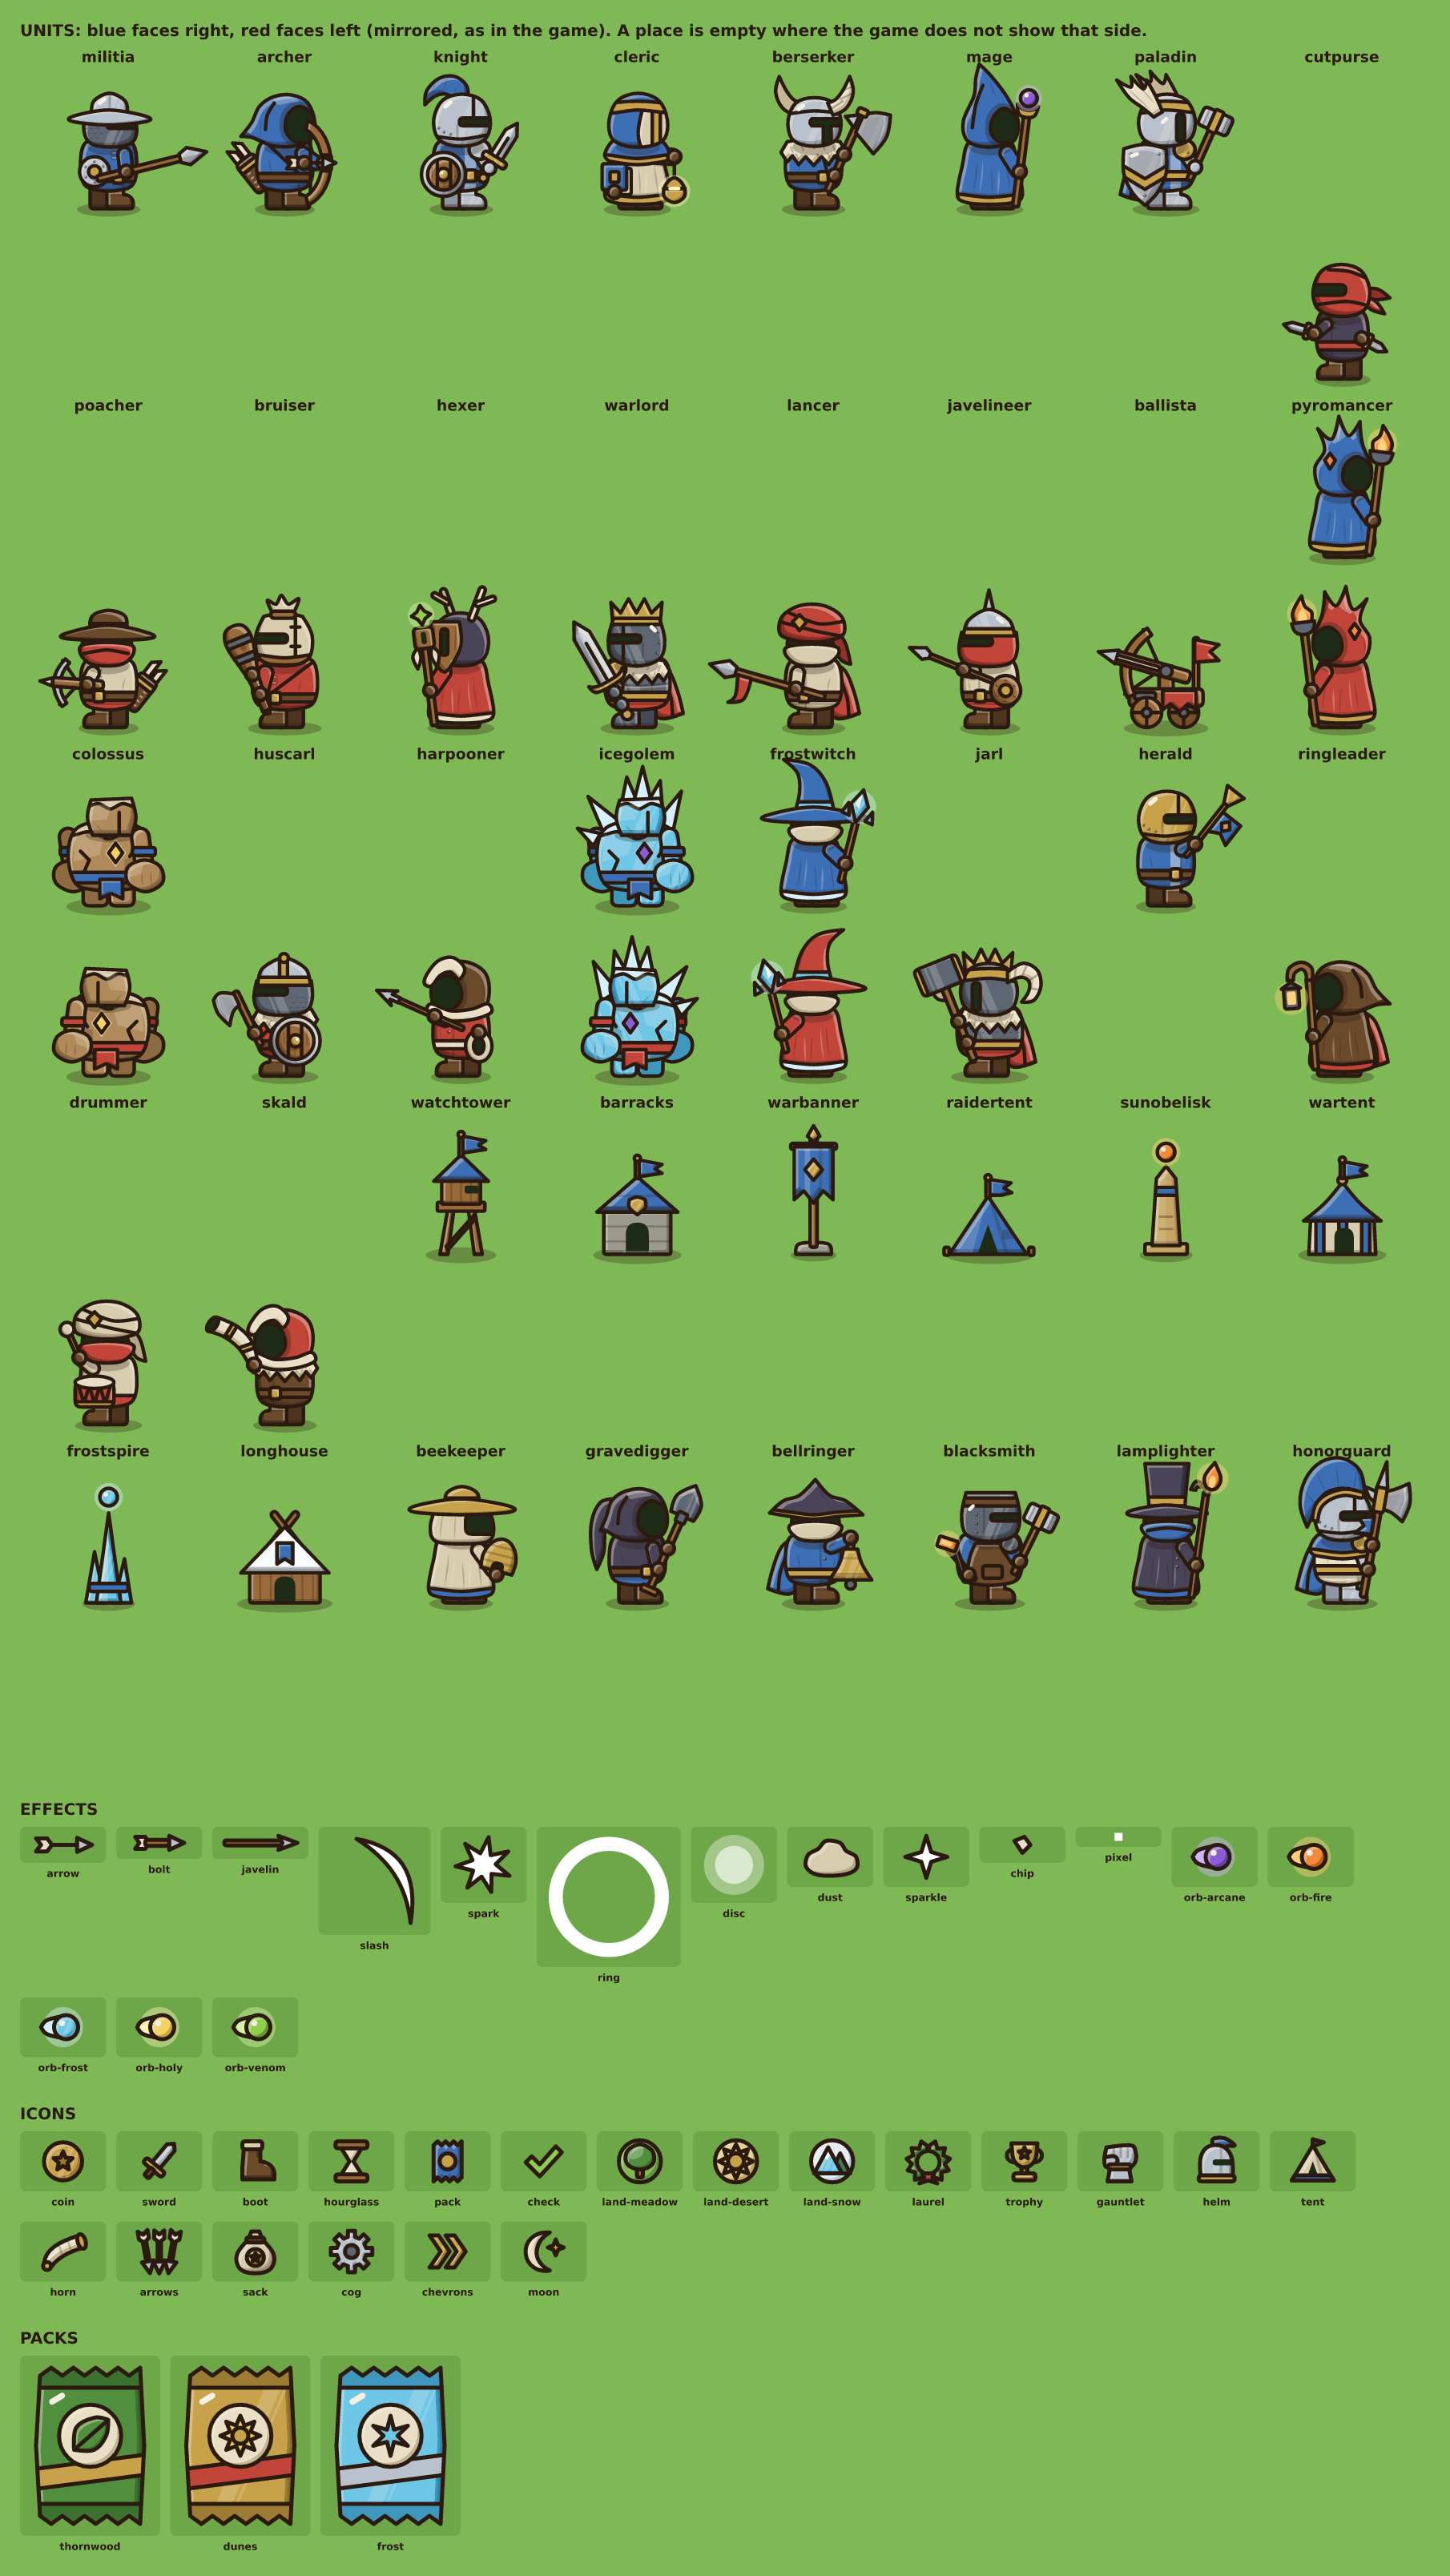 UNITS: blue faces right, red faces left (mirrored, as in the game). A place is empty where the game does not show that side.
militia archer knight cleric berserker mage paladin cutpurse
poacher bruiser hexer warlord lancer javelineer ballista pyromancer
colossus huscarl harpooner icegolem frostwitch jarl herald ringleader
drummer skald watchtower barracks warbanner raidertent sunobelisk wartent
frostspire longhouse beekeeper gravedigger bellringer blacksmith lamplighter honorguard
EFFECTS
arrow bolt javelin slash spark ring disc dust sparkle chip pixel orb-arcane orb-fire
orb-frost orb-holy orb-venom
ICONS
coin sword boot hourglass pack check land-meadow land-desert land-snow laurel trophy gauntlet helm tent
horn arrows sack cog chevrons moon
PACKS
thornwood dunes frost